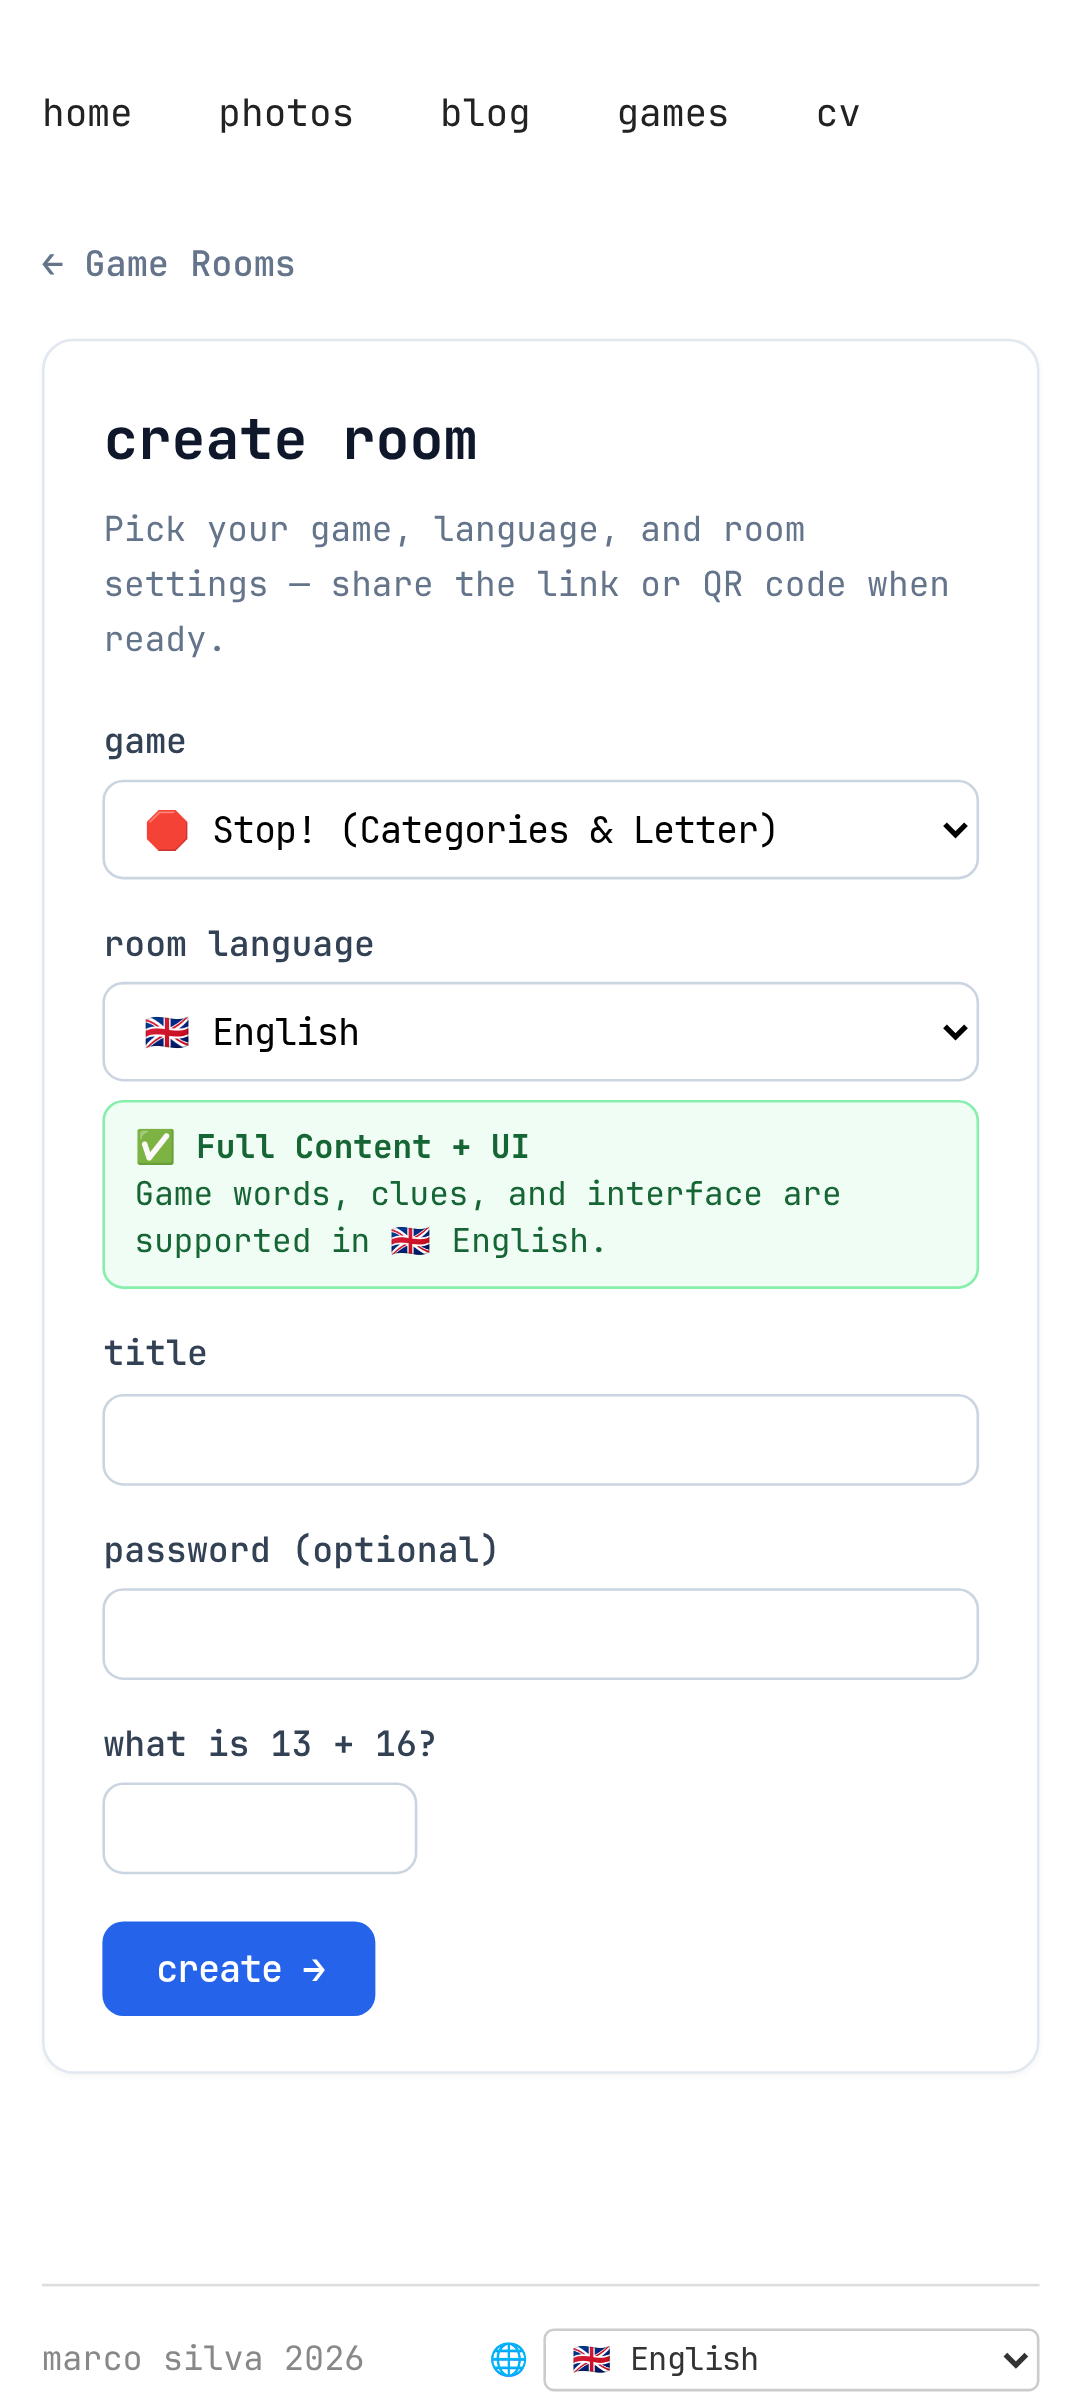 home photos blog games cv
← Game Rooms
create room
Pick your game, language, and room
settings — share the link or QR code when
ready.
game
🛑 Stop! (Categories & Letter)
room language
🇬🇧 English
✅ Full Content + UI
Game words, clues, and interface are
supported in 🇬🇧 English.
title
password (optional)
what is 13 + 16?
create →
marco silva 2026 🌐 🇬🇧 English